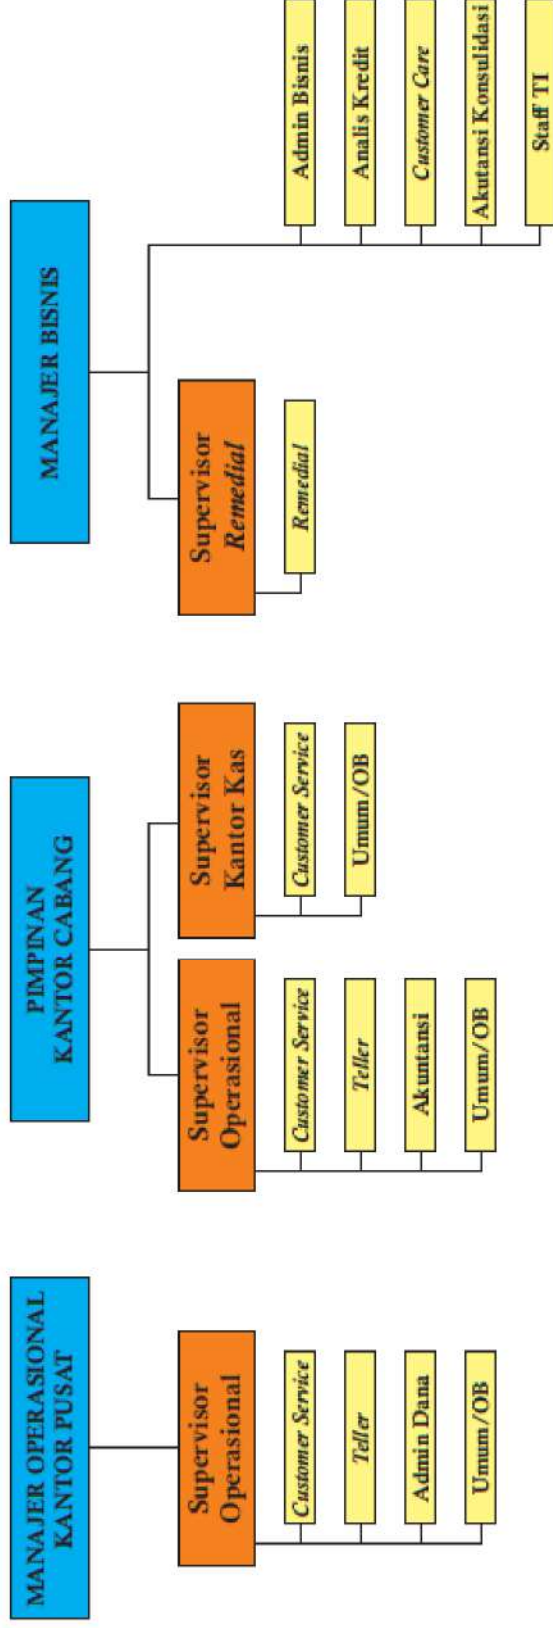 MANAJER OPERASIONAL
KANTOR PUSAT
Supervisor
Operasional
Customer Service
Teller
Admin Dana
Umum/OB
PIMPINAN
KANTOR CABANG
Supervisor
Operasional
Customer Service
Teller
Akuntansi
Umum/OB
Supervisor
Kantor Kas
Customer Service
Umum/OB
MANAJER BISNIS
Supervisor
Remedial
Remedial
Admin Bisnis
Analis Kredit
Customer Care
Akutansi Konsulidasi
Staff TI